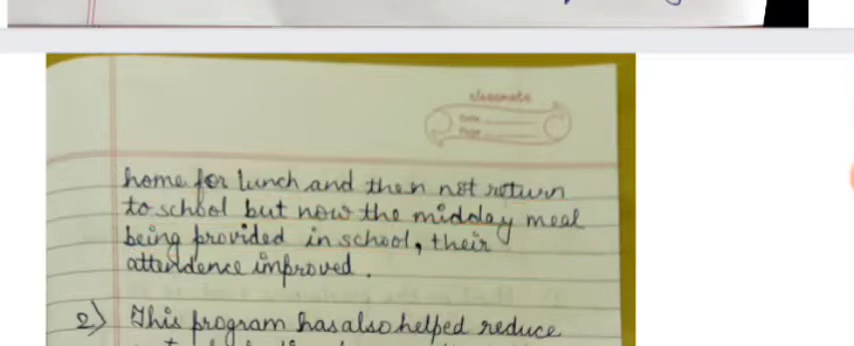 classmate
Date
Page
home for lunch and then not return
to school but now the midday meal
being provided in school, their
attendence improved.
2) This program has also helped reduce